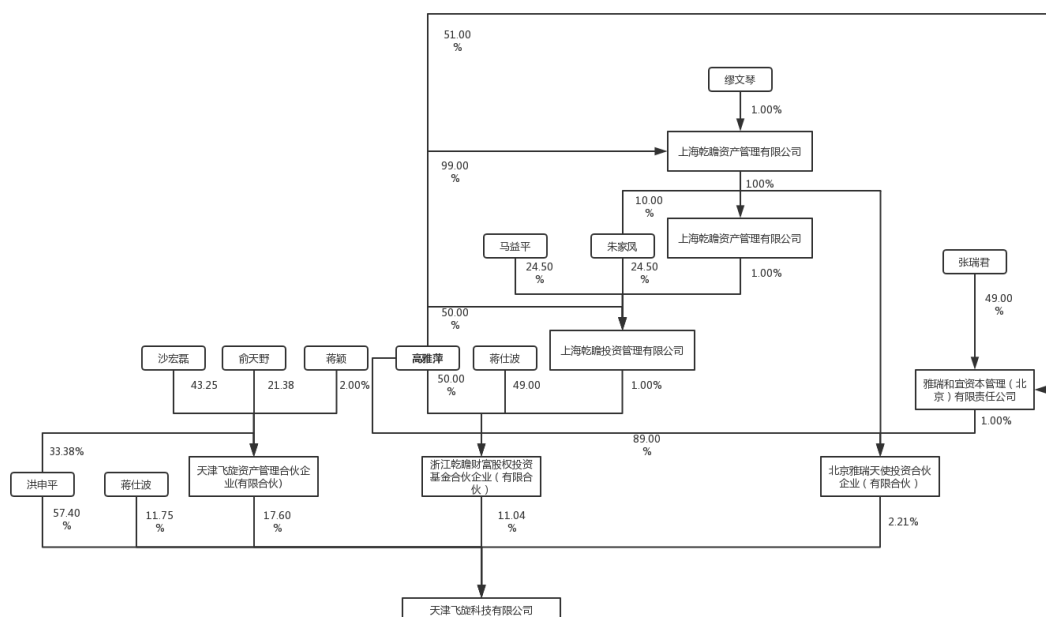 51.00
%
缪文琴
1.00%
上海乾瞻资产管理有限公司
99.00
%
1.00%
10.00
%
上海乾瞻资产管理有限公司
马益平
朱家凤
24.50
%
24.50
%
1.00%
张瑞君
49.00
%
50.00
%
上海乾瞻投资管理有限公司
沙宏磊
俞天野
蒋颖
高雅萍
蒋仕波
43.25
21.38
2.00%
50.00
%
49.00
1.00%
雅瑞和宜资本管理（北
京）有限责任公司
1.00%
33.38%
89.00
%
洪申平
蒋仕波
天津飞旋资产管理合伙企
业(有限合伙)
浙江乾瞻财富股权投资
基金合伙企业（有限合
伙）
北京雅瑞天使投资合伙
企业（有限合伙）
57.40
%
11.75
%
17.60
%
11.04
%
2.21%
天津飞旋科技有限公司